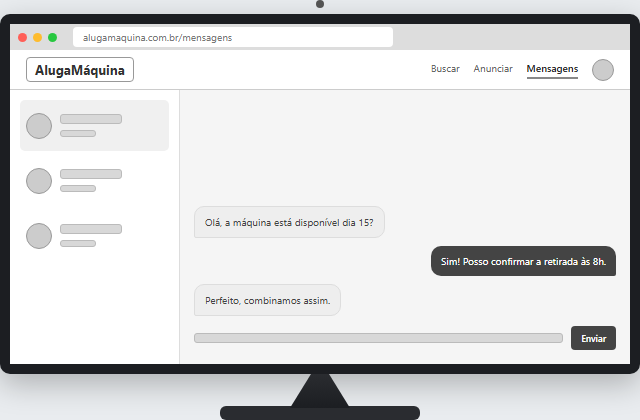 alugamaquina.com.br/mensagens
AlugaMáquina
Buscar Anunciar Mensagens
Olá, a máquina está disponível dia 15?
Sim! Posso confirmar a retirada às 8h.
Perfeito, combinamos assim.
Enviar